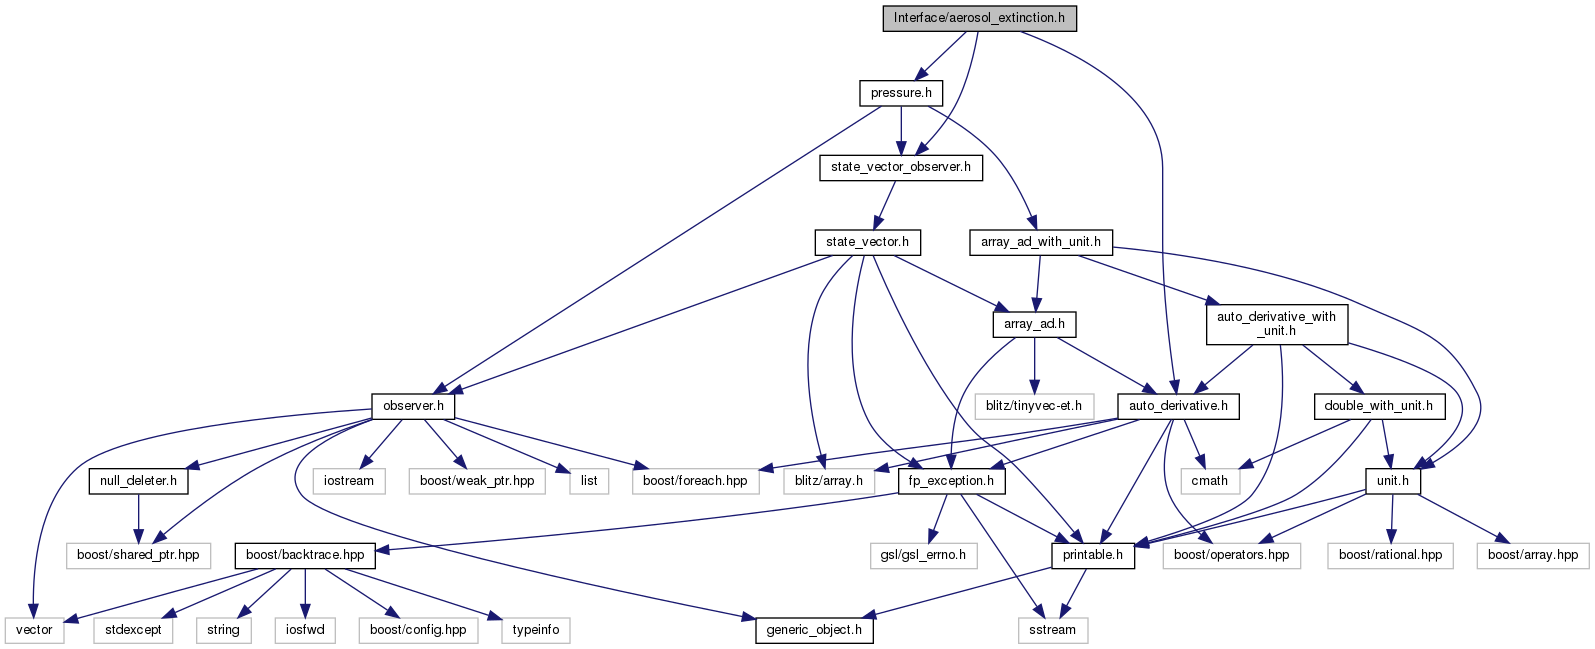 Interface/aerosol_extinction.h
pressure.h
state_vector_observer.h
state_vector.h
array_ad_with_unit.h
array_ad.h
auto_derivative_with
_unit.h
observer.h
blitz/tinyvec-et.h
auto_derivative.h
double_with_unit.h
null_deleter.h
iostream
boost/weak_ptr.hpp
list
boost/foreach.hpp
blitz/array.h
fp_exception.h
cmath
unit.h
boost/shared_ptr.hpp
boost/backtrace.hpp
gsl/gsl_errno.h
printable.h
boost/operators.hpp
boost/rational.hpp
boost/array.hpp
vector
stdexcept
string
iosfwd
boost/config.hpp
typeinfo
generic_object.h
sstream